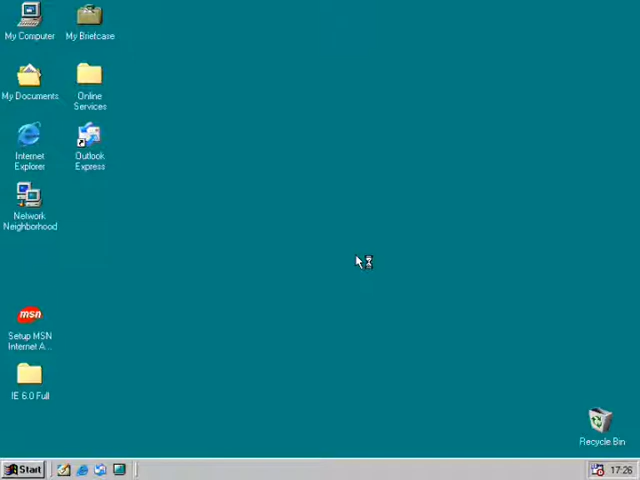 My Computer
My Briefcase
My Documents
Online
Services
Internet
Explorer
Outlook
Express
Network
Neighborhood
msn
Setup MSN
Internet A...
IE 6.0 Full
Recycle Bin
Start
17:26